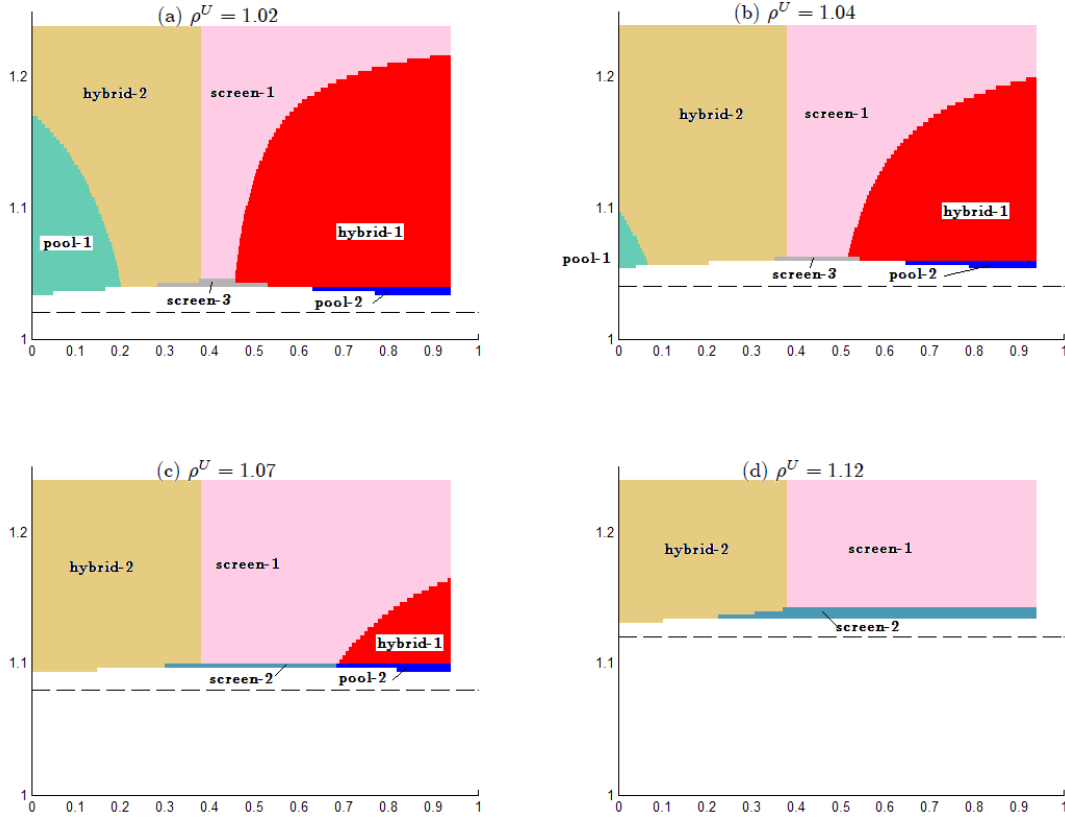 (a) ρ^U = 1.02
1.2
1.1
1
hybrid-2
screen-1
pool-1
hybrid-1
screen-3
pool-2
0 0.1 0.2 0.3 0.4 0.5 0.6 0.7 0.8 0.9 1
(b) ρ^U = 1.04
1.2
1.1
1
hybrid-2
screen-1
hybrid-1
pool-1
screen-3
pool-2
0 0.1 0.2 0.3 0.4 0.5 0.6 0.7 0.8 0.9 1
(c) ρ^U = 1.07
1.2
1.1
1
hybrid-2
screen-1
hybrid-1
screen-2
pool-2
0 0.1 0.2 0.3 0.4 0.5 0.6 0.7 0.8 0.9 1
(d) ρ^U = 1.12
1.2
1.1
1
hybrid-2
screen-1
screen-2
0 0.1 0.2 0.3 0.4 0.5 0.6 0.7 0.8 0.9 1